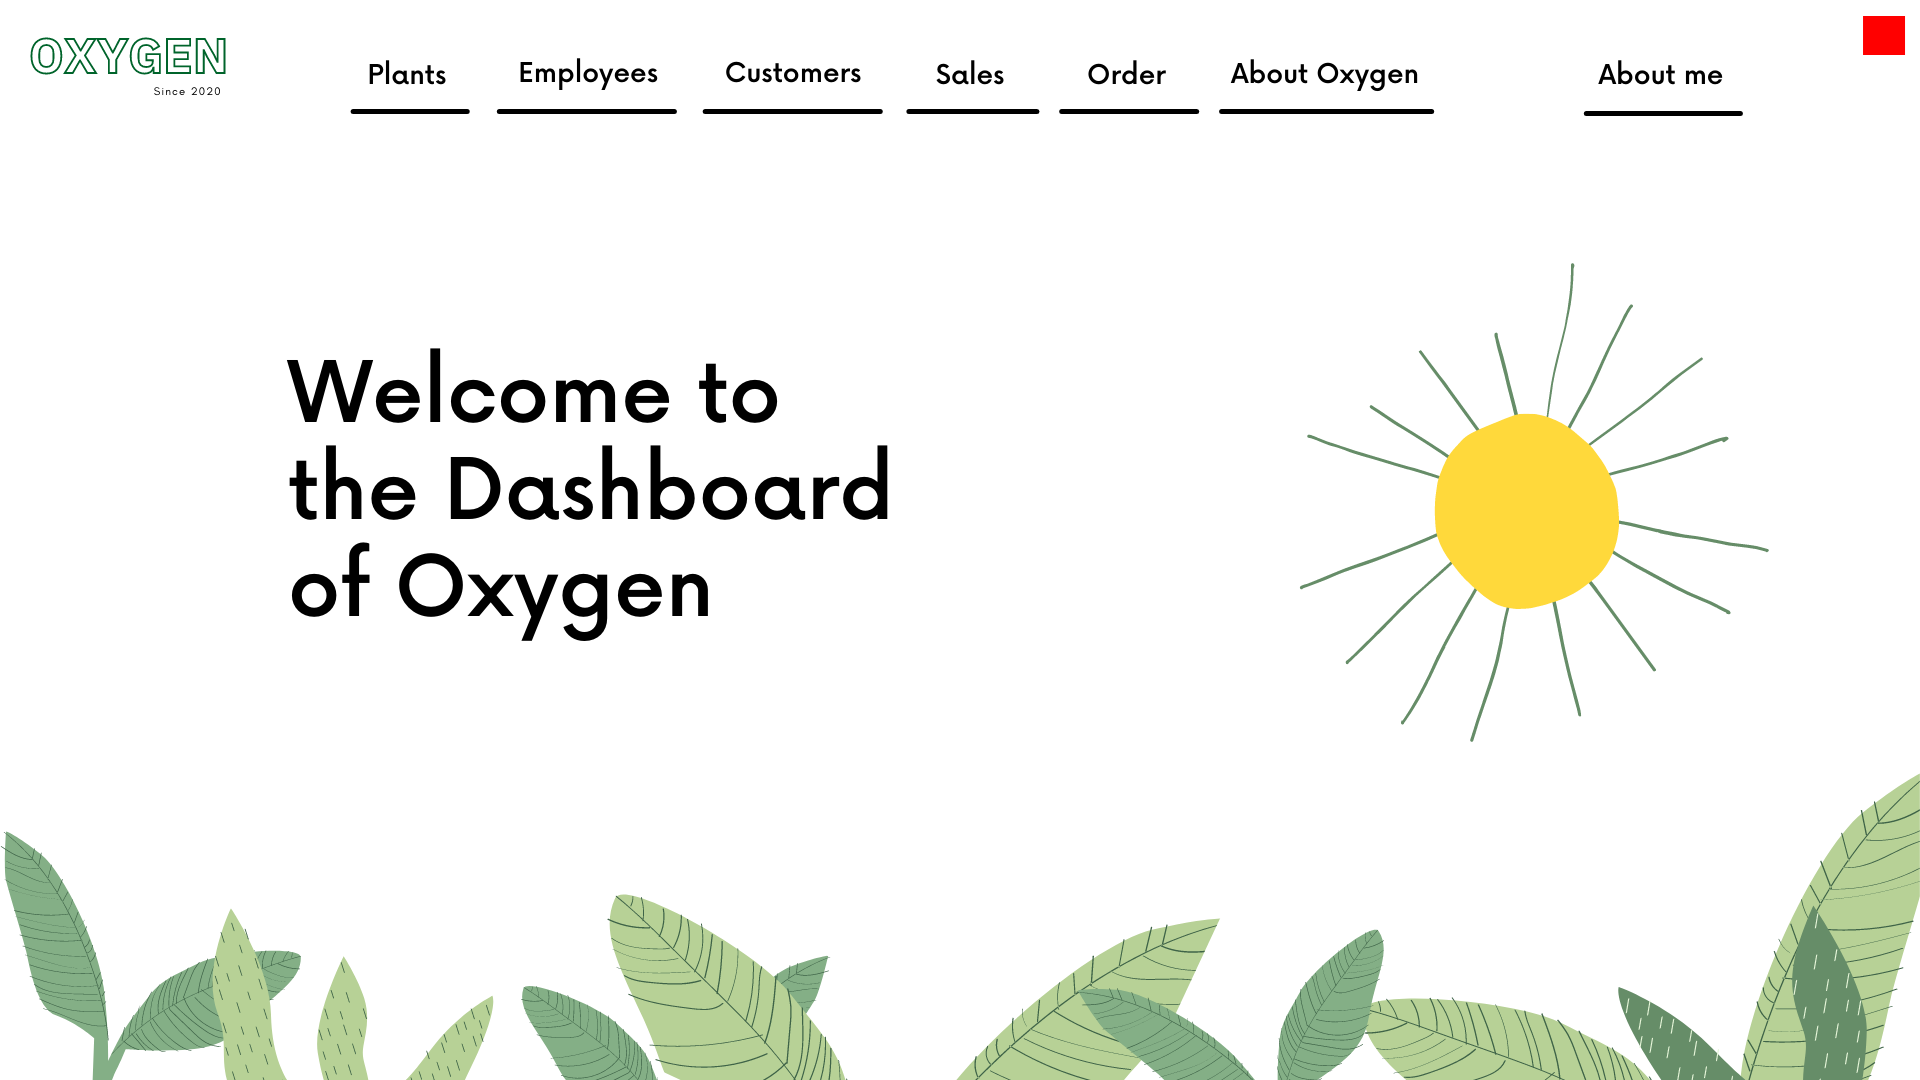 OXYGEN
Since 2020
Plants
Employees
Customers
Sales
Order
About Oxygen
About me
Welcome to
the Dashboard
of Oxygen